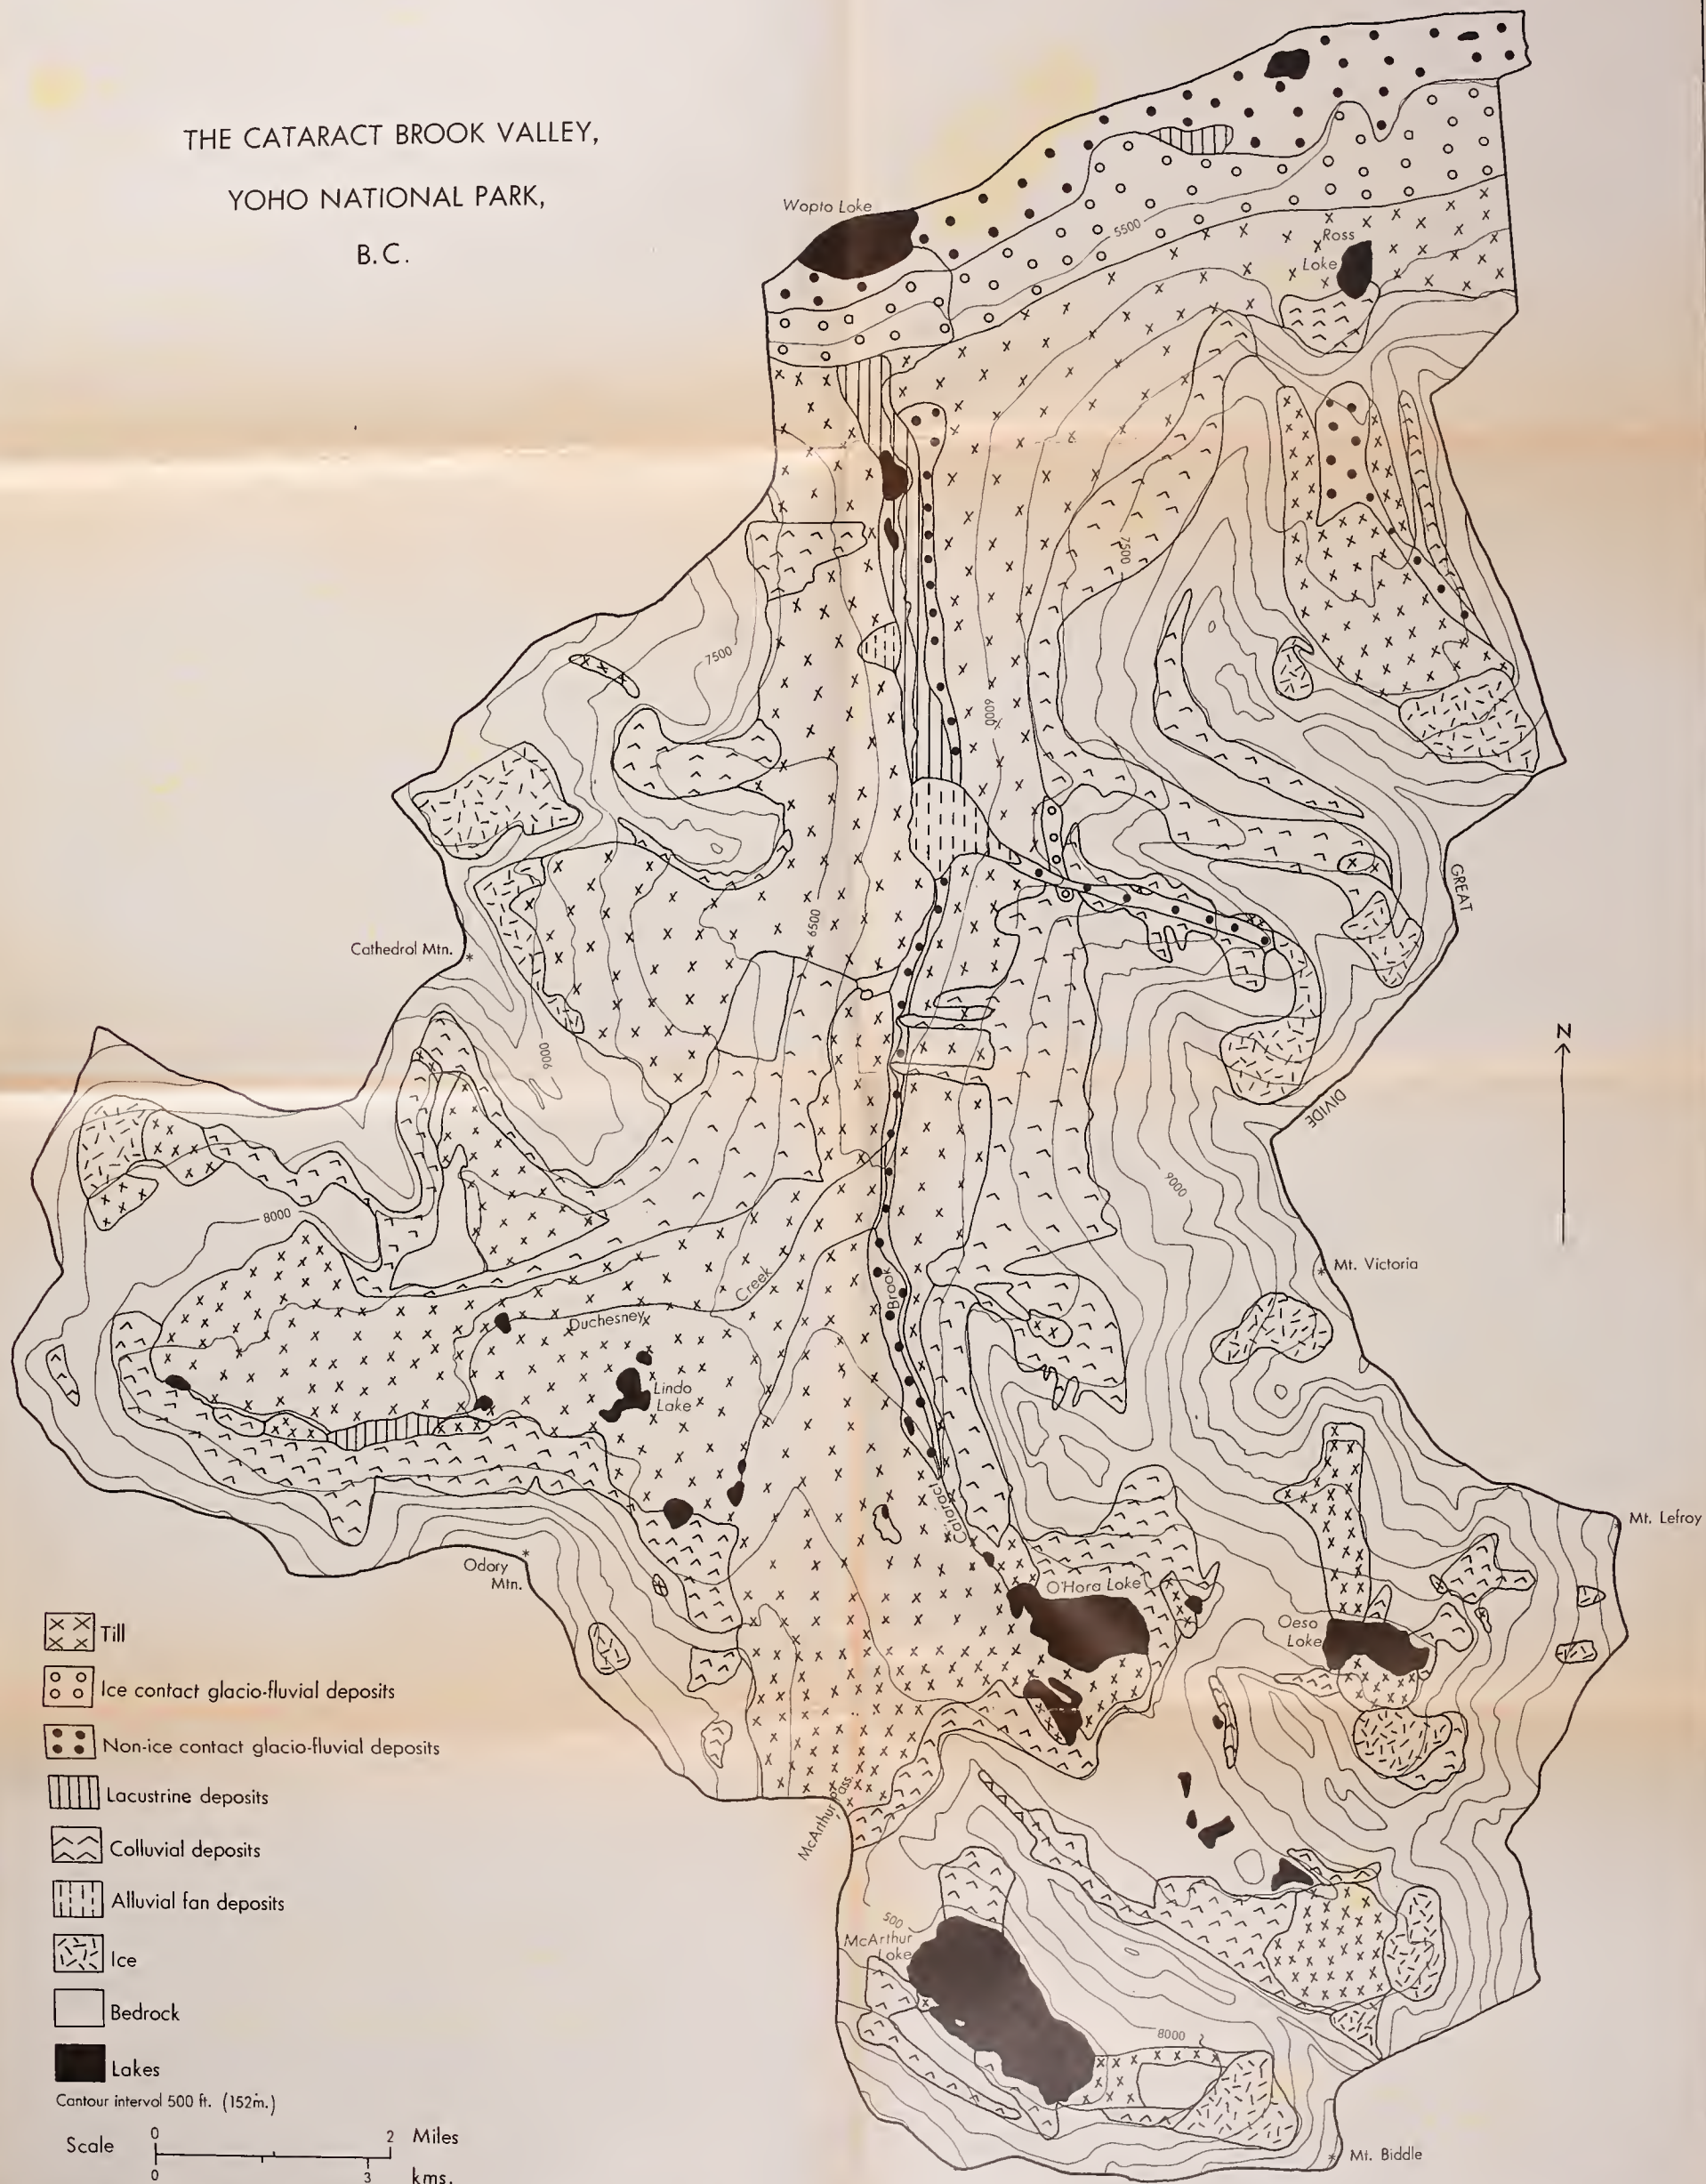 THE CATARACT BROOK VALLEY,
YOHO NATIONAL PARK,
B.C.
Wapta Lake
5500
Ross
Lake
7500
7500
6000
GREAT
6500
Cathedral Mtn.
9000
N
DIVIDE
9000
8000
Mt. Victoria
Creek
Duchesney
Brook
Linda
Lake
Cataract
Mt. Lefroy
Odary
Mtn.
O'Hara Lake
Oesa
Lake
Till
Ice contact glacio-fluvial deposits
Non-ice contact glacio-fluvial deposits
Lacustrine deposits
McArthur Pass
Colluvial deposits
Alluvial fan deposits
500
McArthur
Lake
Ice
Bedrock
8000
Lakes
Contour interval 500 ft. (152m.)
Scale
0 2 Miles
0 3 kms.
Mt. Biddle